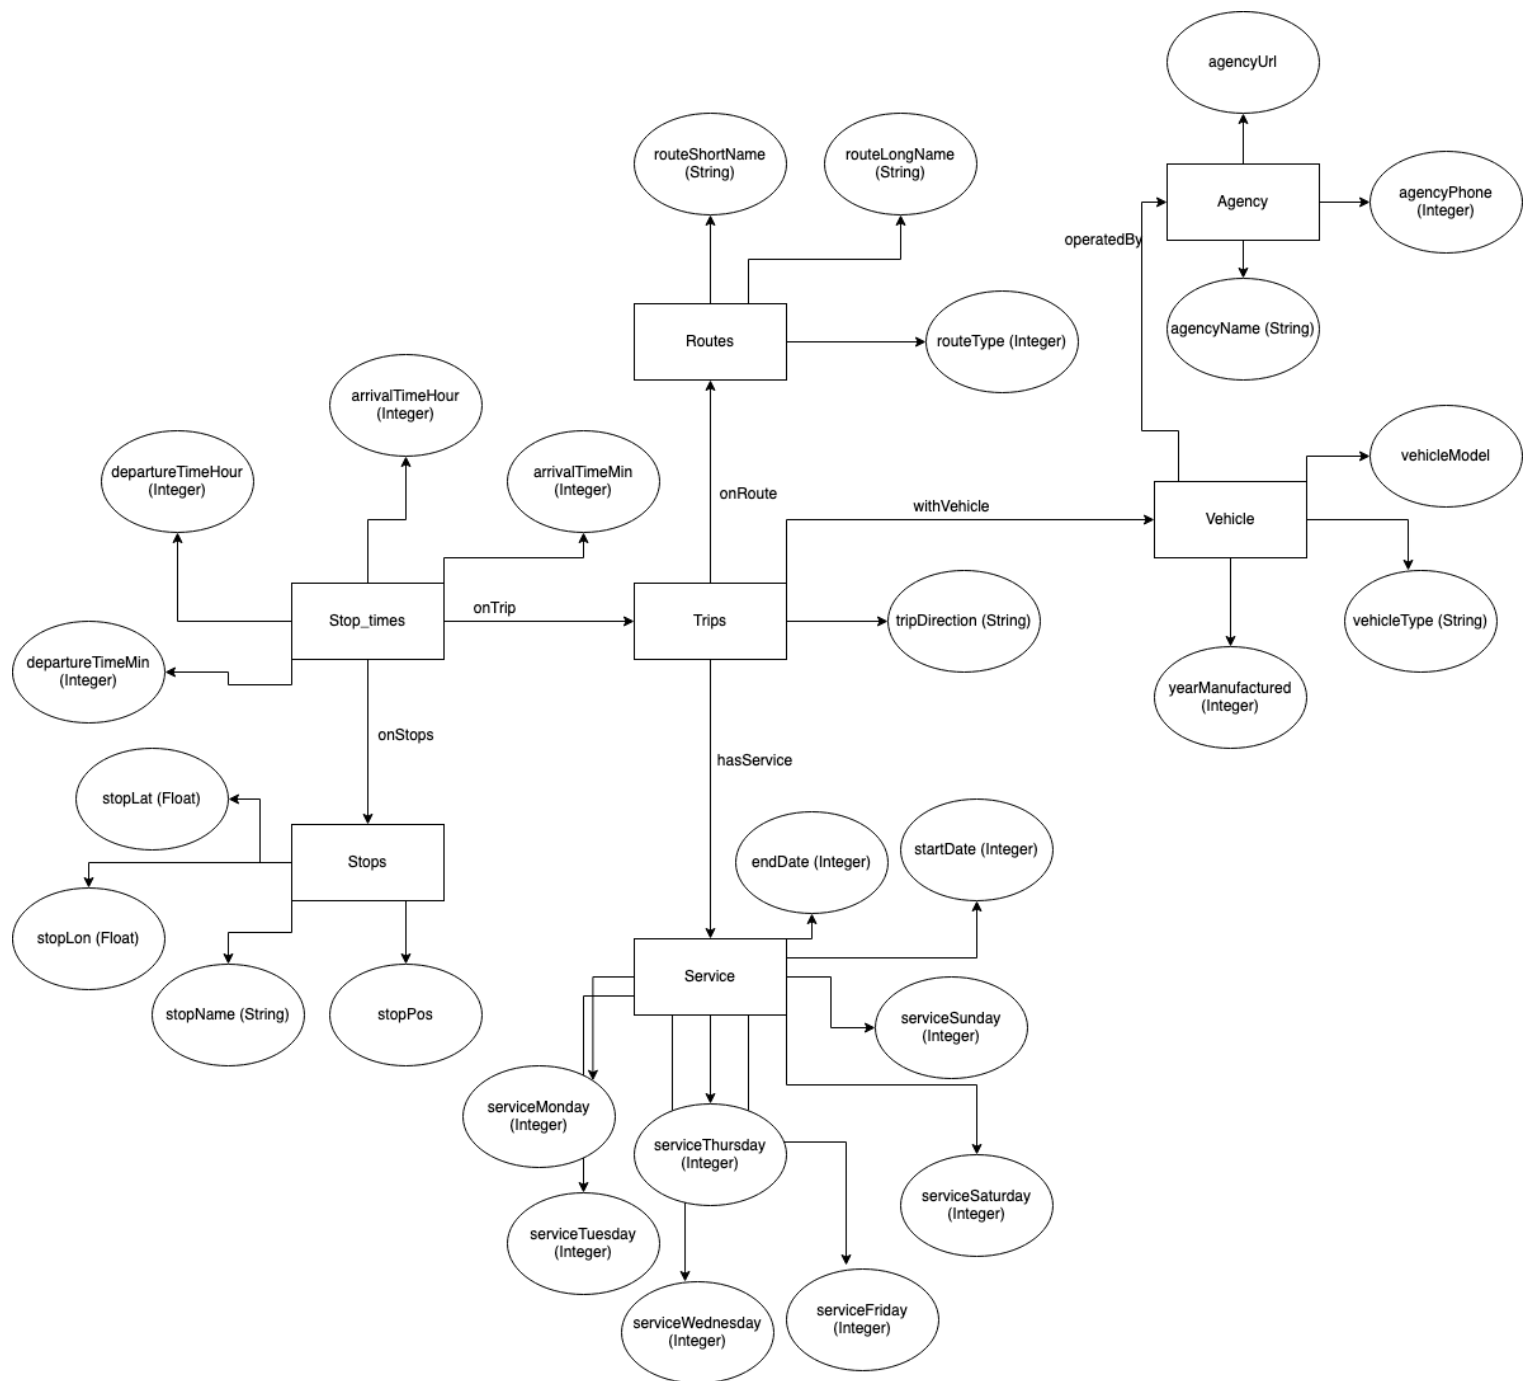 agencyUrl
routeShortName
(String)
routeLongName
(String)
Agency
agencyPhone
(Integer)
operatedBy
agencyName (String)
Routes
routeType (Integer)
arrivalTimeHour
(Integer)
departureTimeHour
(Integer)
arrivalTimeMin
(Integer)
onRoute
withVehicle
vehicleModel
Vehicle
Stop_times
onTrip
Trips
tripDirection (String)
vehicleType (String)
departureTimeMin
(Integer)
yearManufactured
(Integer)
onStops
hasService
stopLat (Float)
Stops
endDate (Integer)
startDate (Integer)
stopLon (Float)
stopName (String)
stopPos
Service
serviceSunday
(Integer)
serviceMonday
(Integer)
serviceThursday
(Integer)
serviceSaturday
(Integer)
serviceTuesday
(Integer)
serviceWednesday
(Integer)
serviceFriday
(Integer)